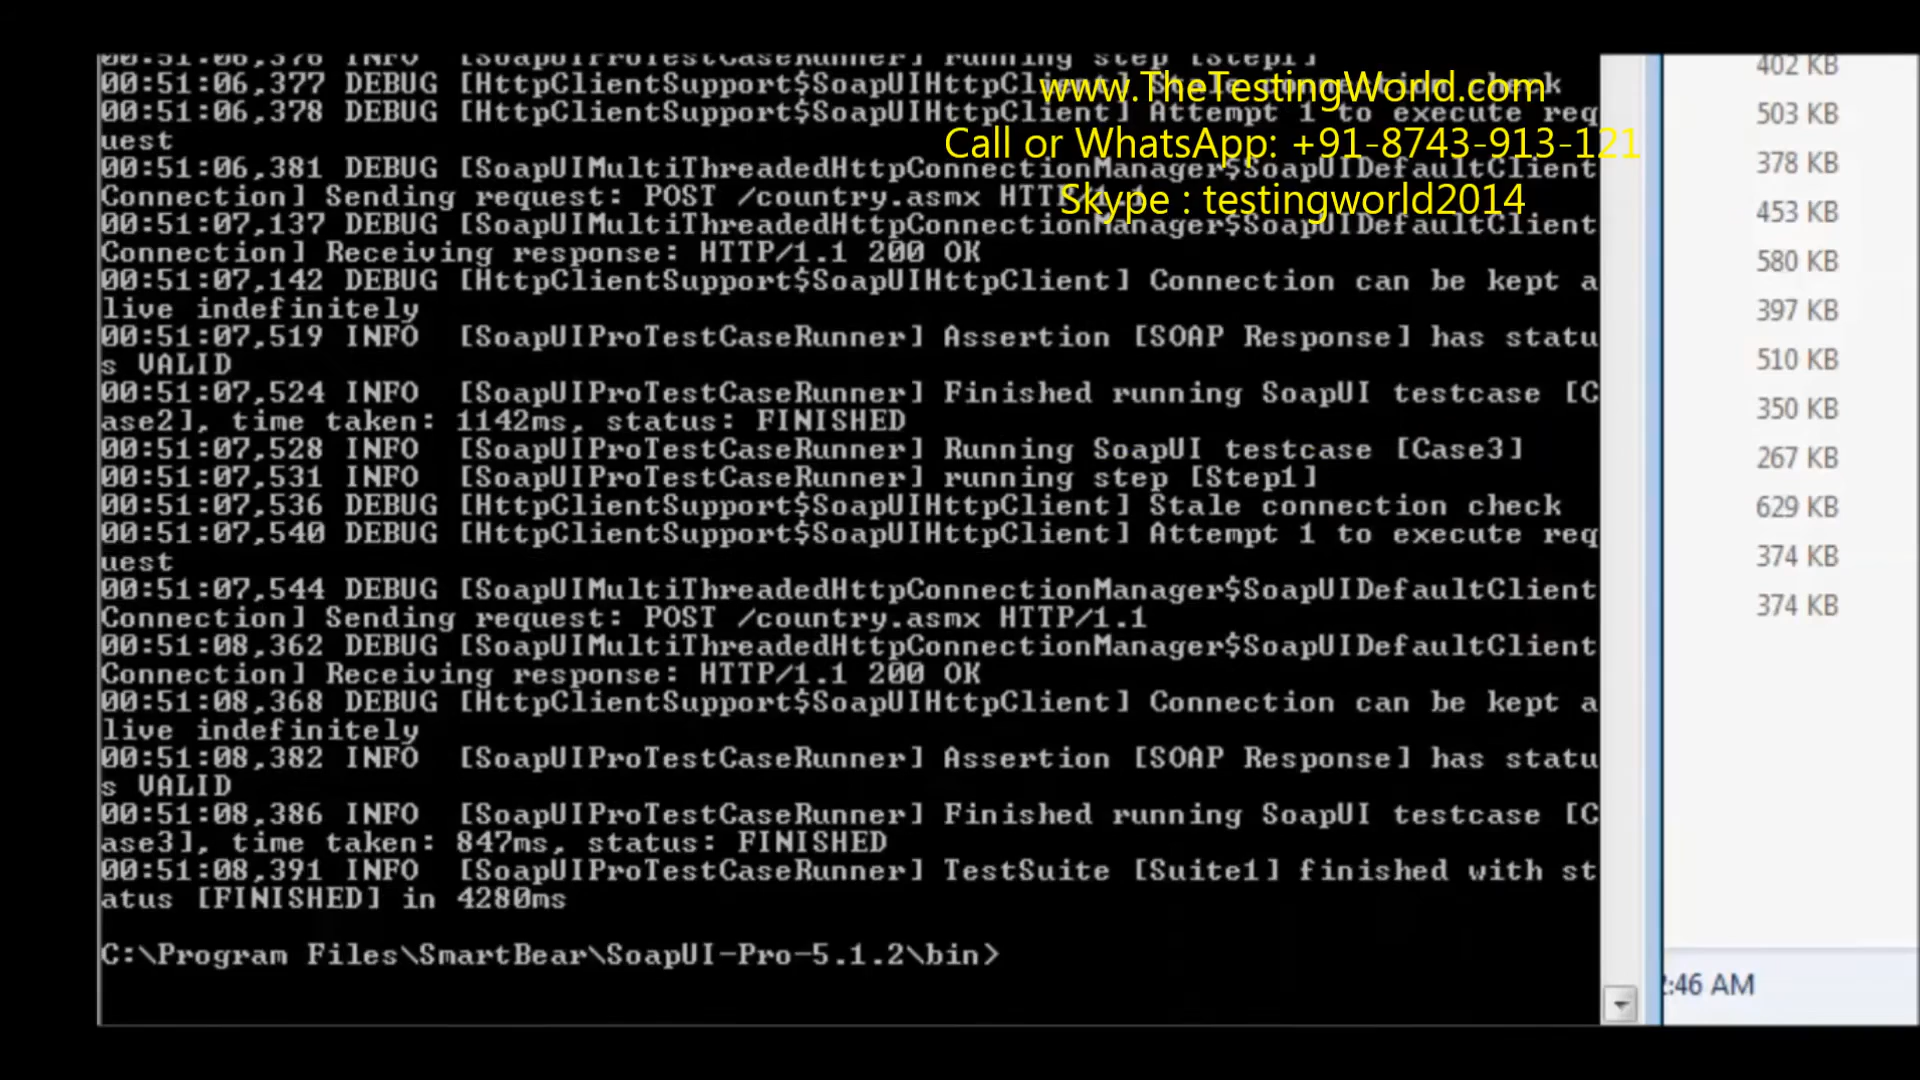 00:51:06,376 INFO [SoapUIProTestCaseRunner] running step [Step1]
00:51:06,377 DEBUG [HttpClientSupport$SoapUIHttpClient] Stale connection check
www.TheTestingWorld.com
00:51:06,378 DEBUG [HttpClientSupport$SoapUIHttpClient] Attempt 1 to execute req
uest
Call or WhatsApp: +91-8743-913-121
00:51:06,381 DEBUG [SoapUIMultiThreadedHttpConnectionManager$SoapUIDefaultClient
Connection] Sending request: POST /country.asmx HTTP/1.1
Skype : testingworld2014
00:51:07,137 DEBUG [SoapUIMultiThreadedHttpConnectionManager$SoapUIDefaultClient
Connection] Receiving response: HTTP/1.1 200 OK
00:51:07,142 DEBUG [HttpClientSupport$SoapUIHttpClient] Connection can be kept a
live indefinitely
00:51:07,519 INFO [SoapUIProTestCaseRunner] Assertion [SOAP Response] has statu
s VALID
00:51:07,524 INFO [SoapUIProTestCaseRunner] Finished running SoapUI testcase [C
ase2], time taken: 1142ms, status: FINISHED
00:51:07,528 INFO [SoapUIProTestCaseRunner] Running SoapUI testcase [Case3]
00:51:07,531 INFO [SoapUIProTestCaseRunner] running step [Step1]
00:51:07,536 DEBUG [HttpClientSupport$SoapUIHttpClient] Stale connection check
00:51:07,540 DEBUG [HttpClientSupport$SoapUIHttpClient] Attempt 1 to execute req
uest
00:51:07,544 DEBUG [SoapUIMultiThreadedHttpConnectionManager$SoapUIDefaultClient
Connection] Sending request: POST /country.asmx HTTP/1.1
00:51:08,362 DEBUG [SoapUIMultiThreadedHttpConnectionManager$SoapUIDefaultClient
Connection] Receiving response: HTTP/1.1 200 OK
00:51:08,368 DEBUG [HttpClientSupport$SoapUIHttpClient] Connection can be kept a
live indefinitely
00:51:08,382 INFO [SoapUIProTestCaseRunner] Assertion [SOAP Response] has statu
s VALID
00:51:08,386 INFO [SoapUIProTestCaseRunner] Finished running SoapUI testcase [C
ase3], time taken: 847ms, status: FINISHED
00:51:08,391 INFO [SoapUIProTestCaseRunner] TestSuite [Suite1] finished with st
atus [FINISHED] in 4280ms
C:\Program Files\SmartBear\SoapUI-Pro-5.1.2\bin>
402 KB
503 KB
378 KB
453 KB
580 KB
397 KB
510 KB
350 KB
267 KB
629 KB
374 KB
374 KB
2:46 AM